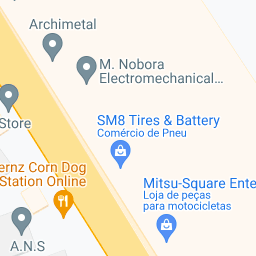 Archimetal
M. Nobora
Electromechanical...
Store
SM8 Tires & Battery
Comércio de Pneu
ernz Corn Dog
Station Online
Mitsu-Square Ente
Loja de peças
para motocicletas
A.N.S